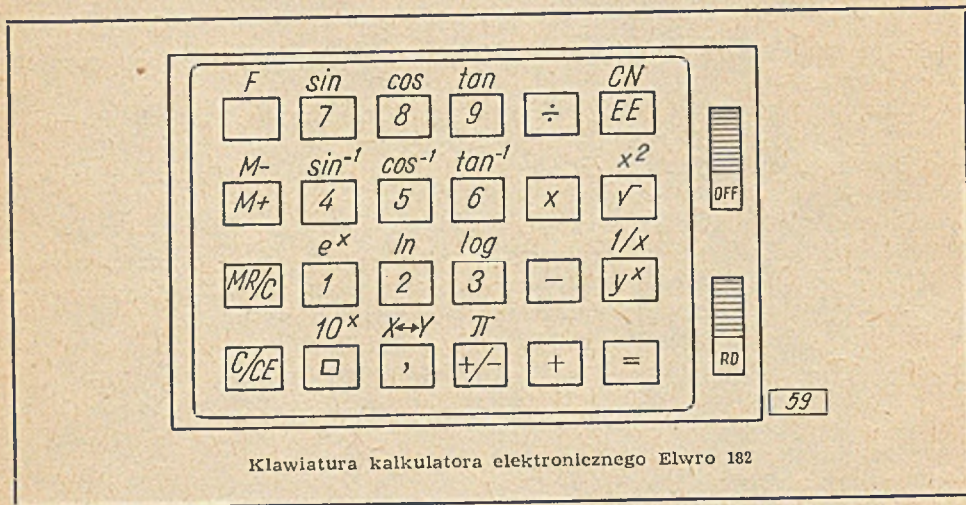 F sin cos tan CN
7 8 9 ÷ EE
M- sin⁻¹ cos⁻¹ tan⁻¹ x²
M+ 4 5 6 x √ OFF
eˣ ln log 1/x
MR/C 1 2 3 - yˣ
10ˣ X↔Y π
C/CE □ , +/- + = RD
59
Klawiatura kalkulatora elektronicznego Elwro 182